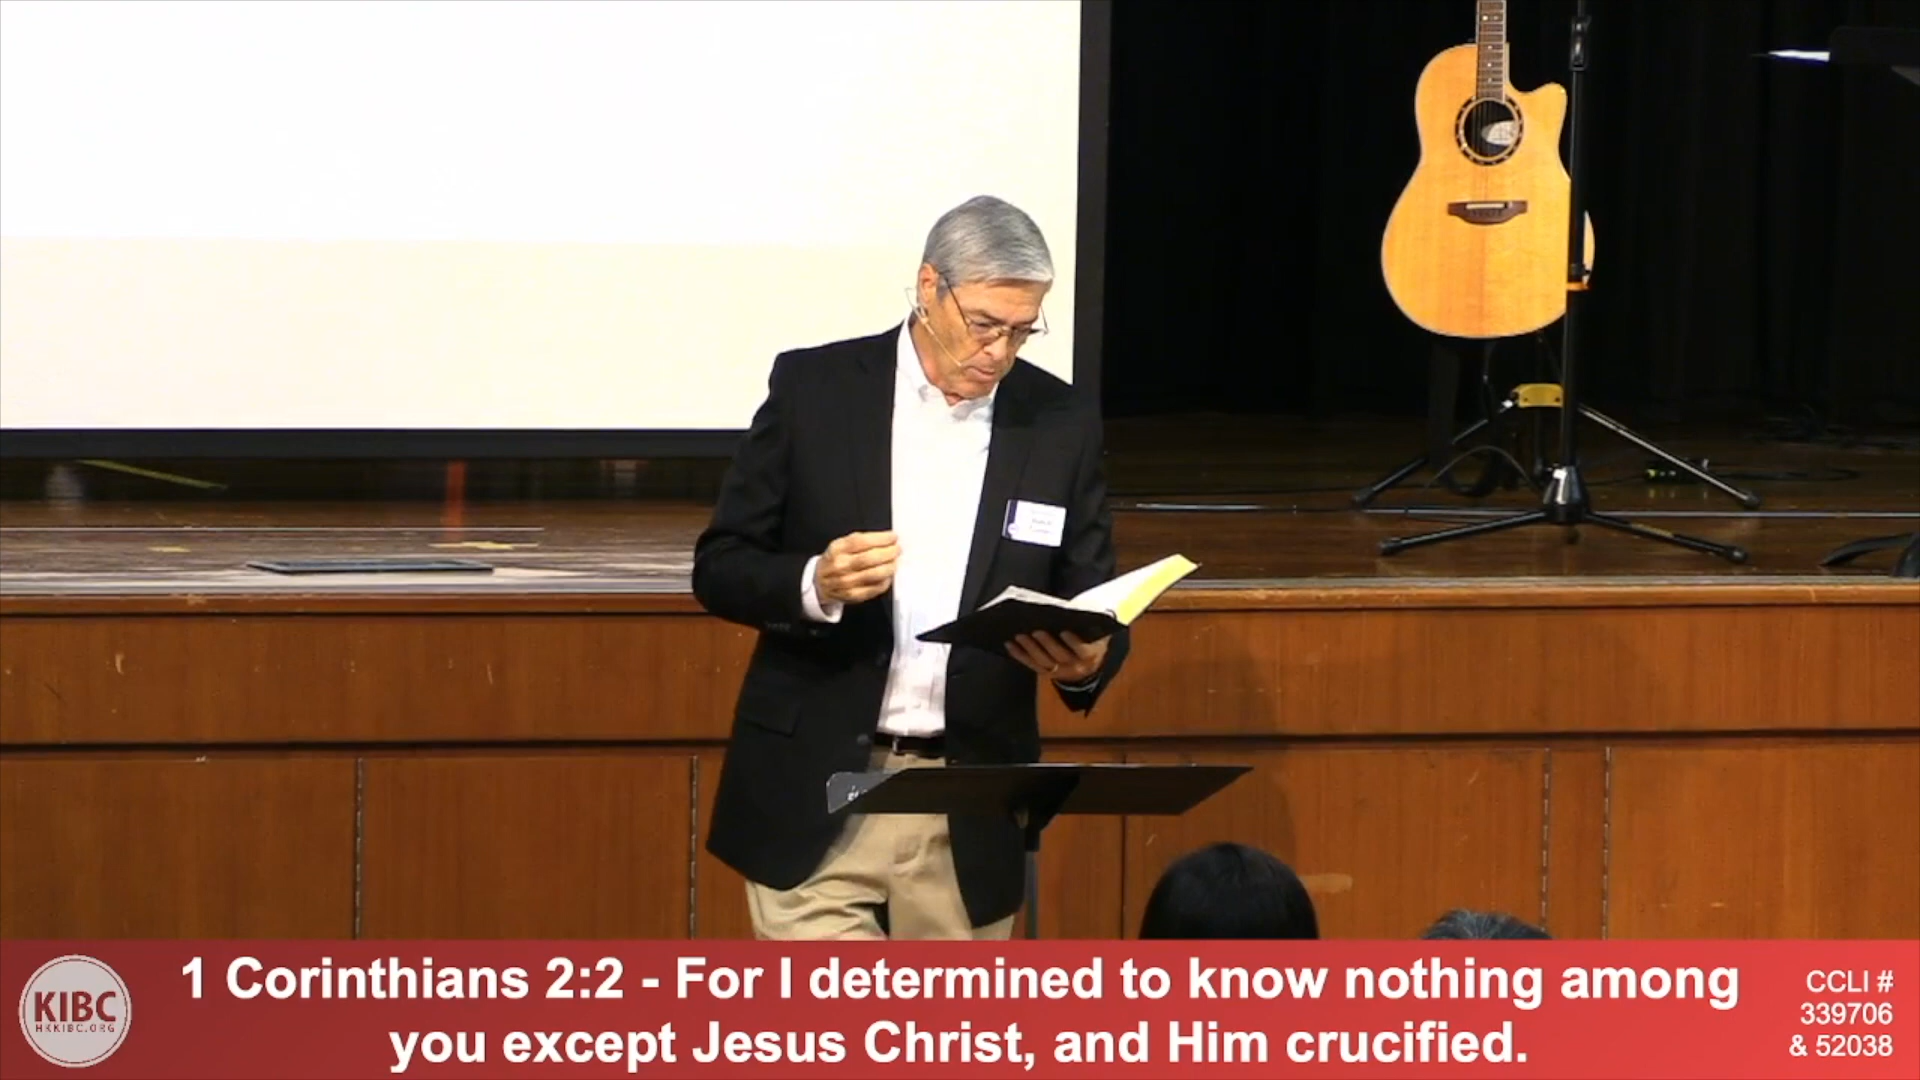 1 Corinthians 2:2 - For I determined to know nothing among
you except Jesus Christ, and Him crucified.
KIBC
HKKIBC.ORG
CCLI #
339706
& 52038